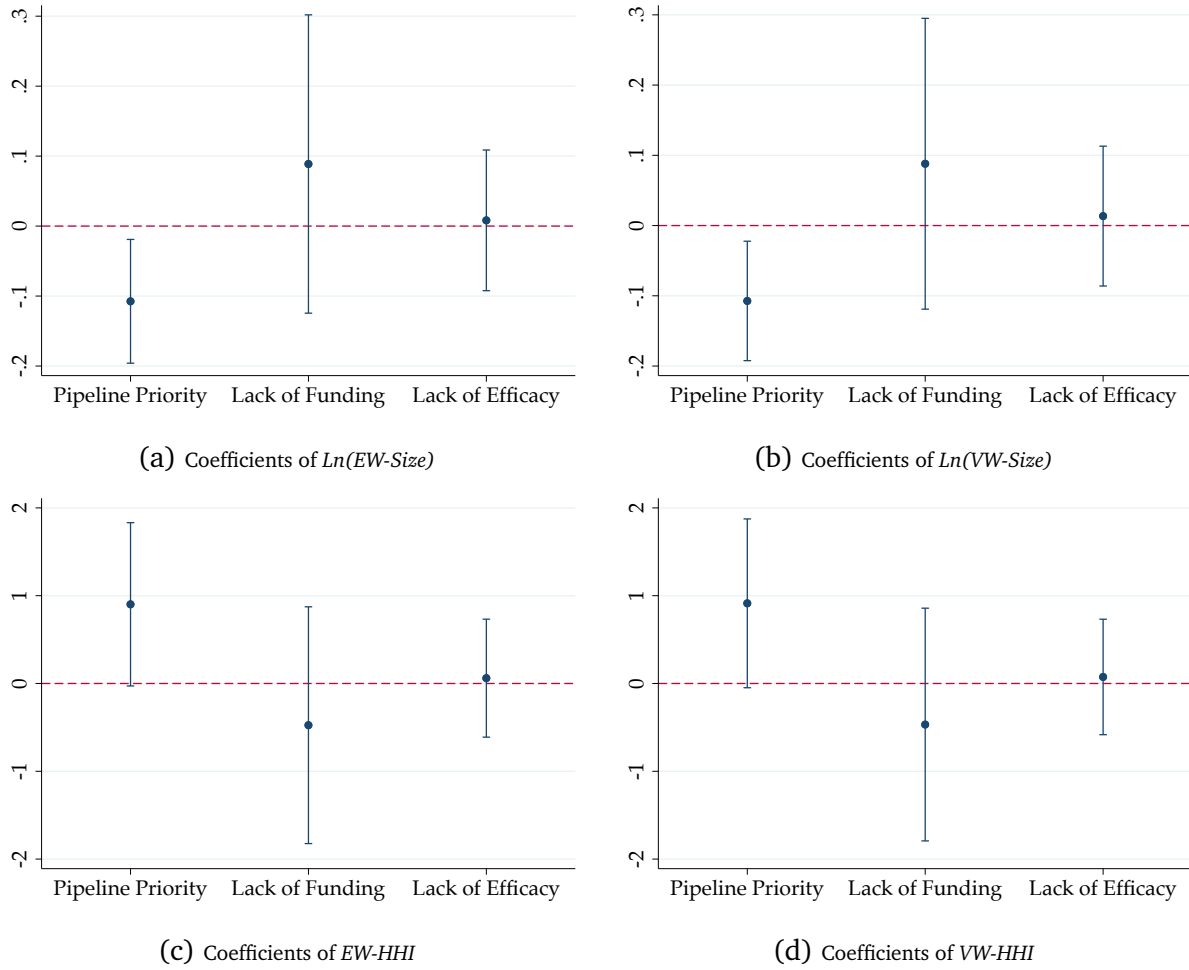 .3
.2
.1
0
-.1
-.2
Pipeline Priority Lack of Funding Lack of Efficacy
(a) Coefficients of Ln(EW-Size)
.3
.2
.1
0
-.1
-.2
Pipeline Priority Lack of Funding Lack of Efficacy
(b) Coefficients of Ln(VW-Size)
2
1
0
-1
-2
Pipeline Priority Lack of Funding Lack of Efficacy
(c) Coefficients of EW-HHI
2
1
0
-1
-2
Pipeline Priority Lack of Funding Lack of Efficacy
(d) Coefficients of VW-HHI